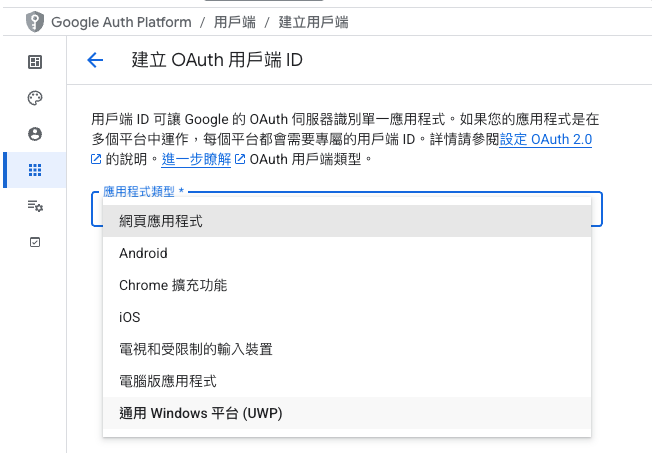 Google Auth Platform / 用戶端 / 建立用戶端
建立 OAuth 用戶端 ID
用戶端 ID 可讓 Google 的 OAuth 伺服器識別單一應用程式。如果您的應用程式是在
多個平台中運作，每個平台都會需要專屬的用戶端 ID。詳情請參閱設定 OAuth 2.0
的說明。進一步瞭解 OAuth 用戶端類型。
應用程式類型 *
網頁應用程式
Android
Chrome 擴充功能
iOS
電視和受限制的輸入裝置
電腦版應用程式
通用 Windows 平台 (UWP)